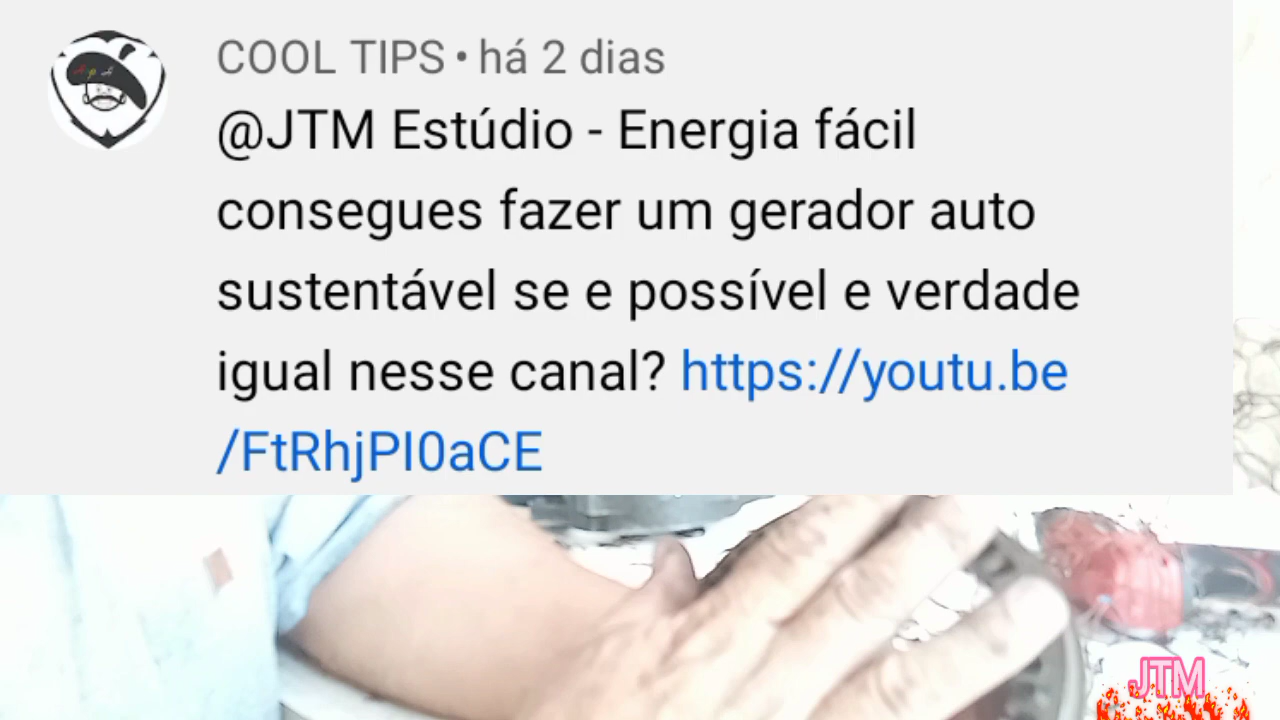 COOL TIPS • há 2 dias
@JTM Estúdio - Energia fácil
consegues fazer um gerador auto
sustentável se e possível e verdade
igual nesse canal? https://youtu.be
/FtRhjPI0aCE
JTM